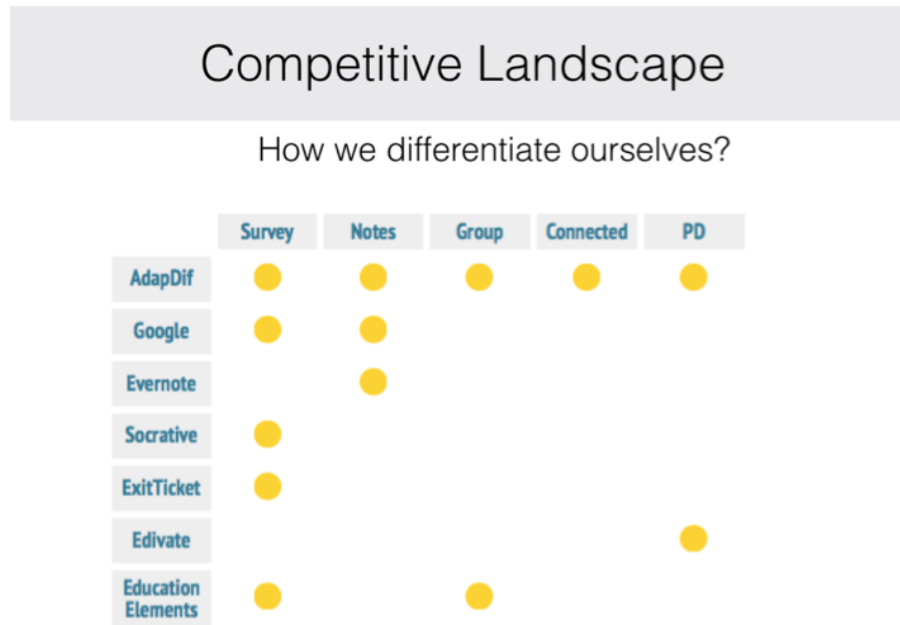 Competitive Landscape
How we differentiate ourselves?
Survey Notes Group Connected PD
AdapDif
Google
Evernote
Socrative
ExitTicket
Edivate
Education
Elements